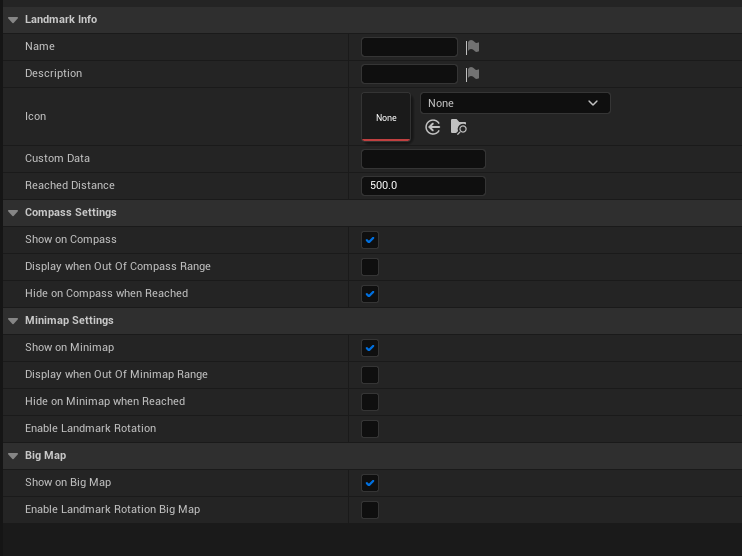 Landmark Info
Name
Description
Icon
None
None
Custom Data
Reached Distance
500.0
Compass Settings
Show on Compass
Display when Out Of Compass Range
Hide on Compass when Reached
Minimap Settings
Show on Minimap
Display when Out Of Minimap Range
Hide on Minimap when Reached
Enable Landmark Rotation
Big Map
Show on Big Map
Enable Landmark Rotation Big Map